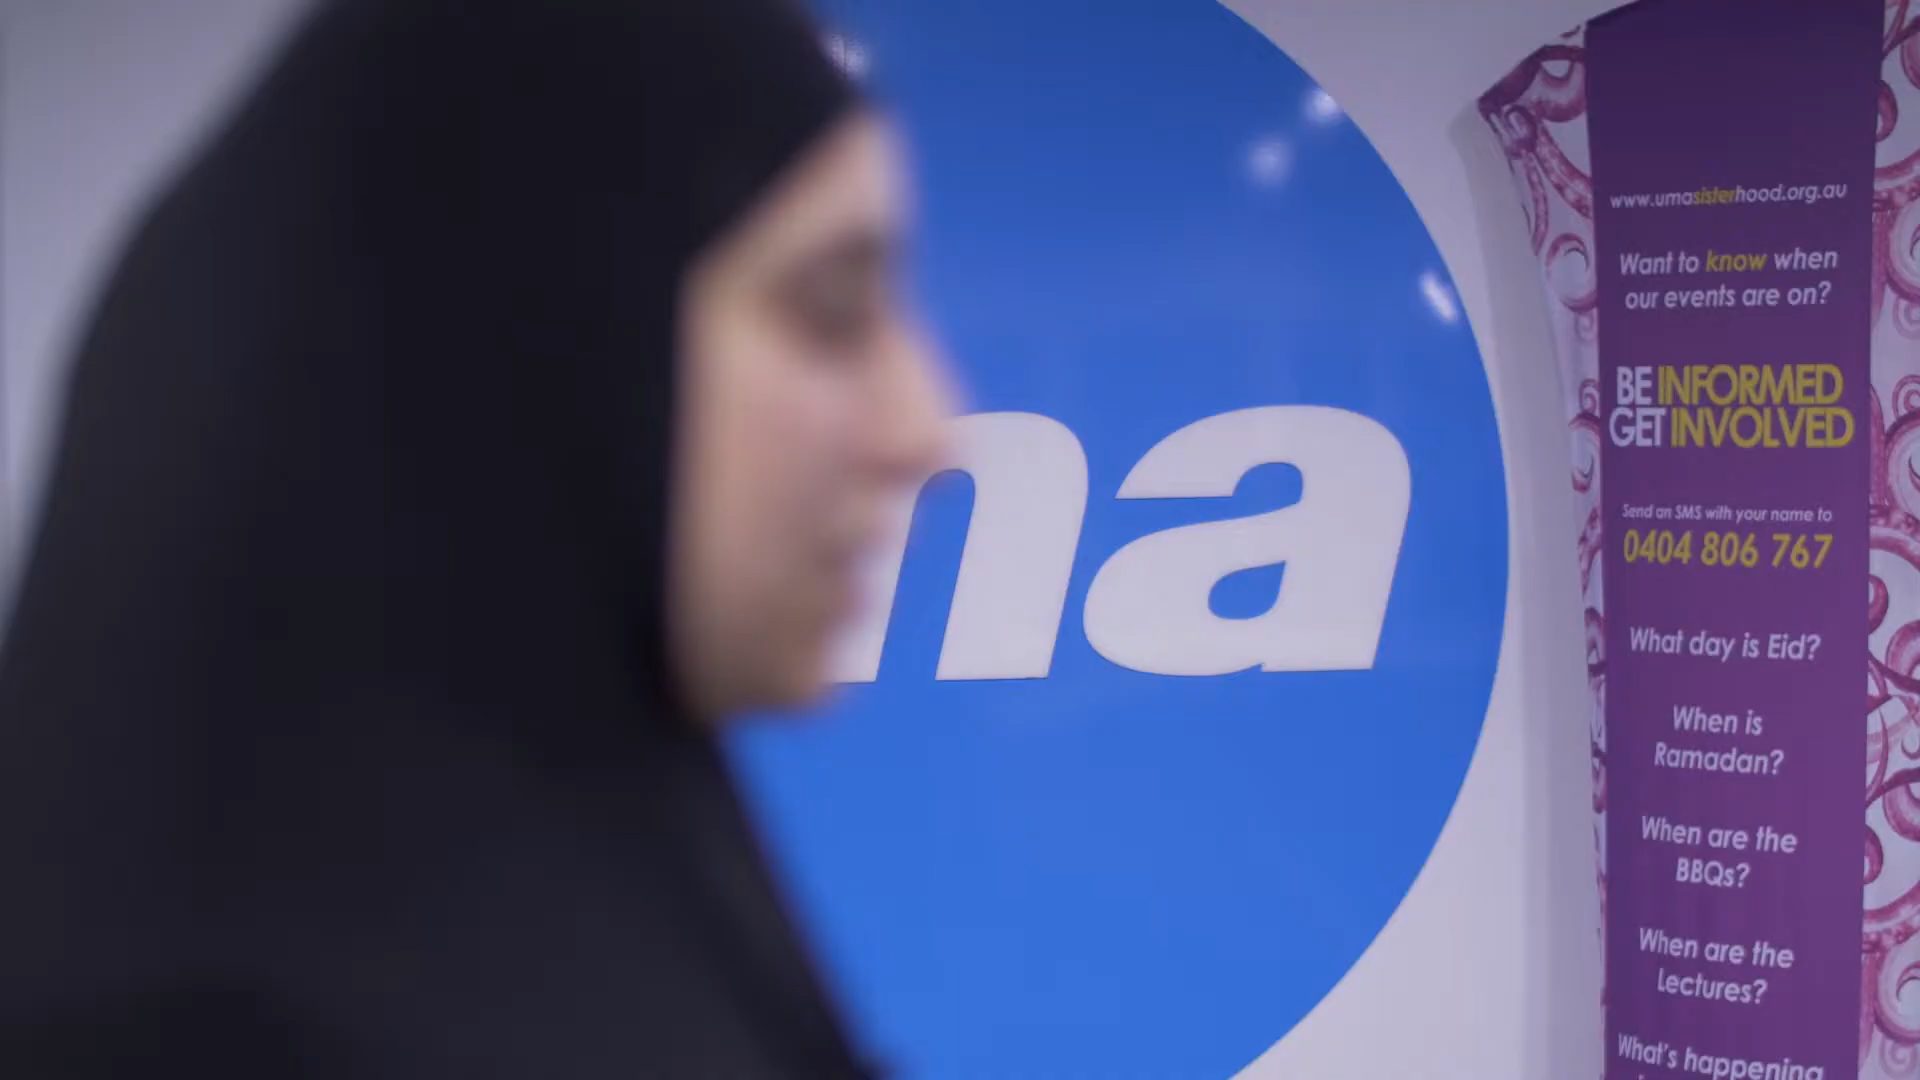 ma
www.umasisterhood.org.au
Want to know when
our events are on?
BE INFORMED
GET INVOLVED
Send an SMS with your name to
0404 806 767
What day is Eid?
When is
Ramadan?
When are the
BBQs?
When are the
Lectures?
What's happening